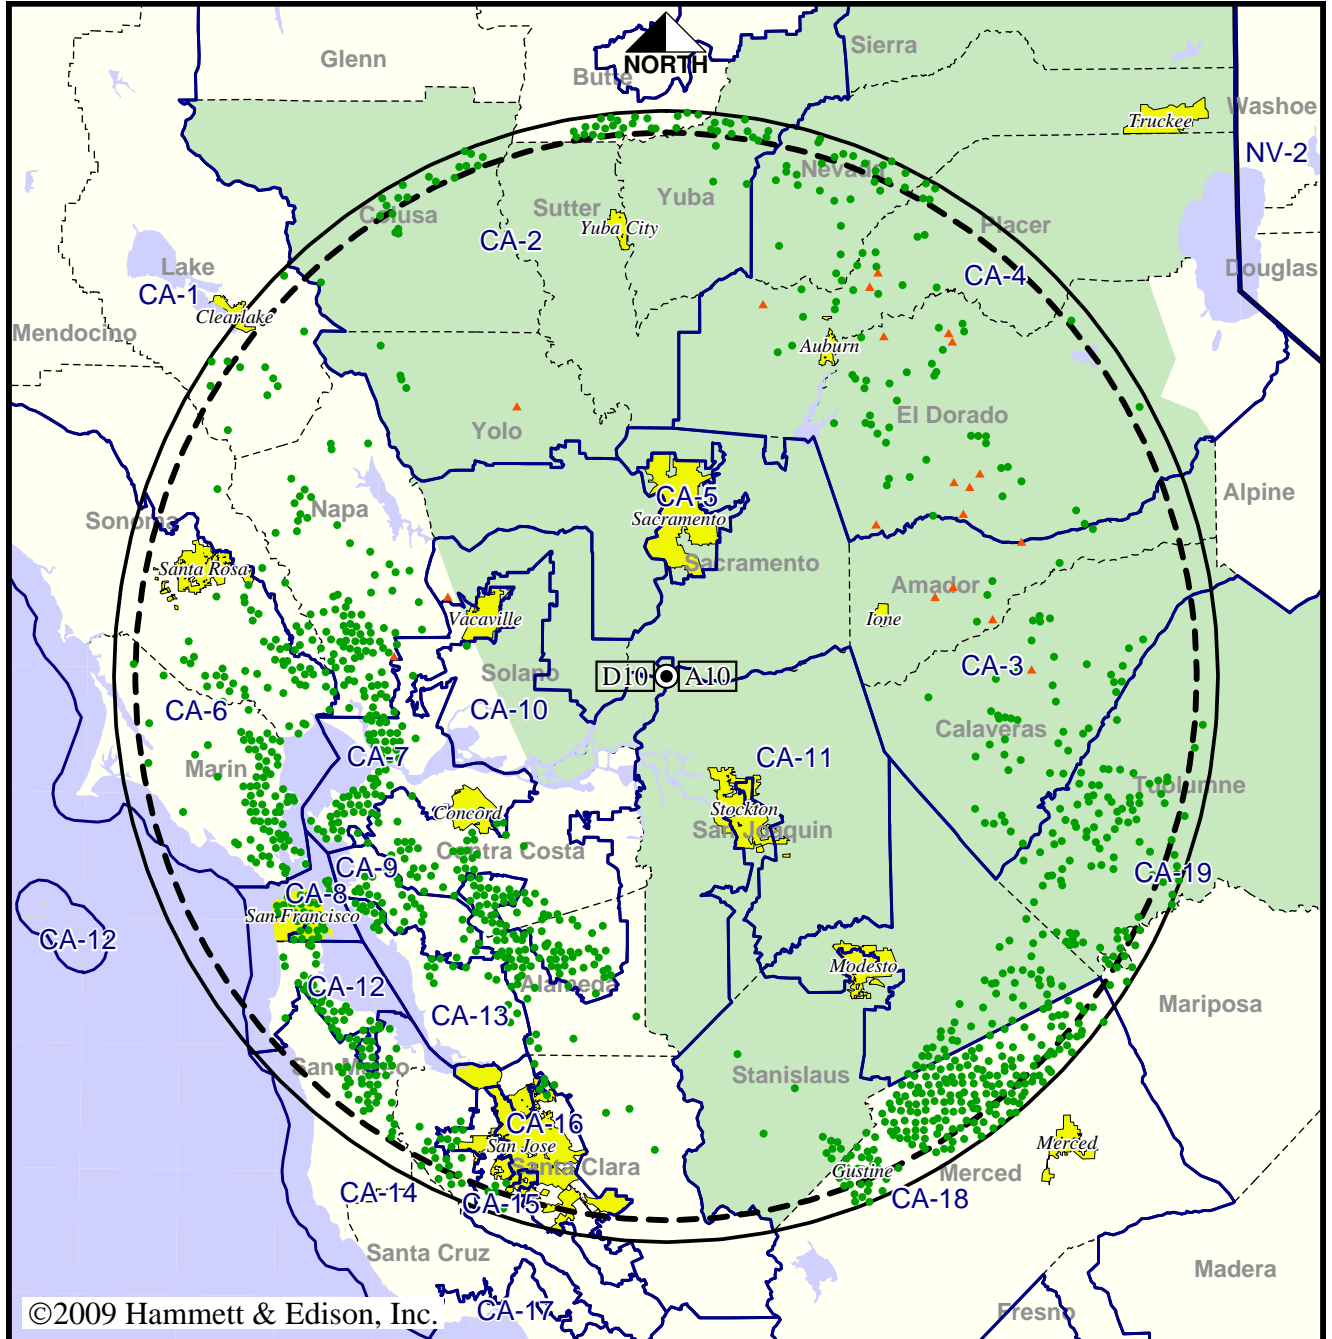 Glenn
Sierra
Butte
NORTH
Washoe
Truckee
NV-2
Nevada
Yuba
Sutter
Colusa
Placer
Yuba City
CA-2
Lake
Douglas
CA-4
CA-1
Clearlake
Mendocino
Auburn
El Dorado
Yolo
Alpine
CA-5
Napa
Sonoma
Sacramento
Sacramento
Santa Rosa
Amador
Vacaville
Ione
CA-3
Solano
D10
A10
CA-6
CA-10
Calaveras
CA-7
CA-11
Marin
Tuolumne
Concord
Stockton
San Joaquin
Contra Costa
CA-9
CA-19
CA-8
San Francisco
CA-12
Modesto
CA-12
Alameda
Mariposa
CA-13
San Mateo
Stanislaus
CA-16
Merced
San Jose
Santa Clara
Gustine
Merced
CA-14
CA-15
CA-18
Santa Cruz
Madera
©2009 Hammett & Edison, Inc.
CA-17
Fresno